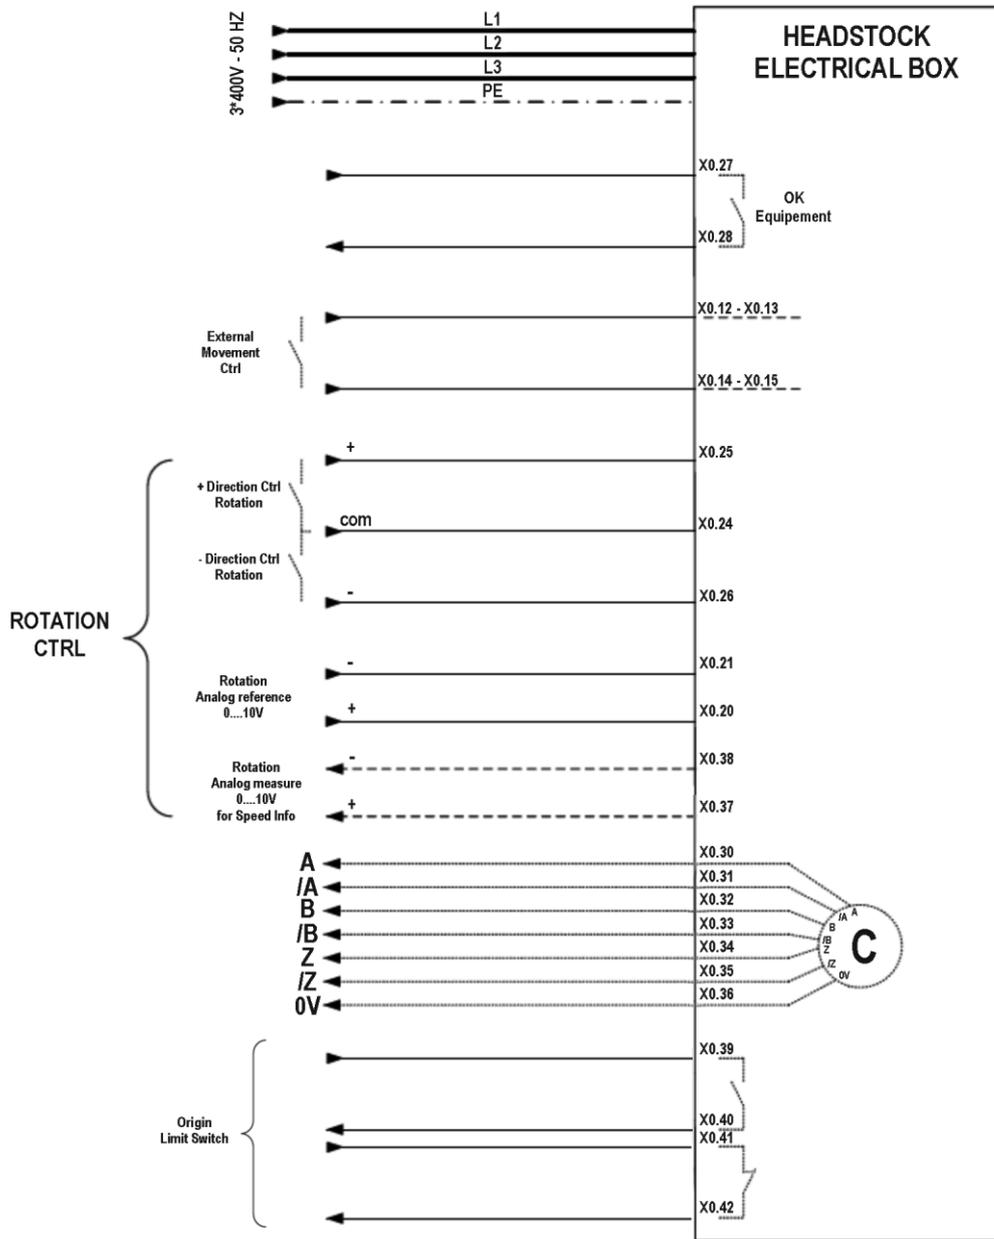 3*400V - 50 HZ
L1
L2
L3
PE
HEADSTOCK
ELECTRICAL BOX
X0.27
OK
Equipement
X0.28
X0.12 - X0.13
External
Movement
Ctrl
X0.14 - X0.15
+
X0.25
+ Direction Ctrl
Rotation
com
X0.24
- Direction Ctrl
Rotation
-
X0.26
ROTATION
CTRL
-
X0.21
Rotation
Analog reference
0....10V
+
X0.20
-
X0.38
Rotation
Analog measure
0....10V
for Speed Info
+
X0.37
A
X0.30
/A
X0.31
B
X0.32
/B
X0.33
Z
X0.34
/Z
X0.35
0V
X0.36
A
/A
B
/B
Z
/Z
0V
C
X0.39
Origin
Limit Switch
X0.40
X0.41
X0.42